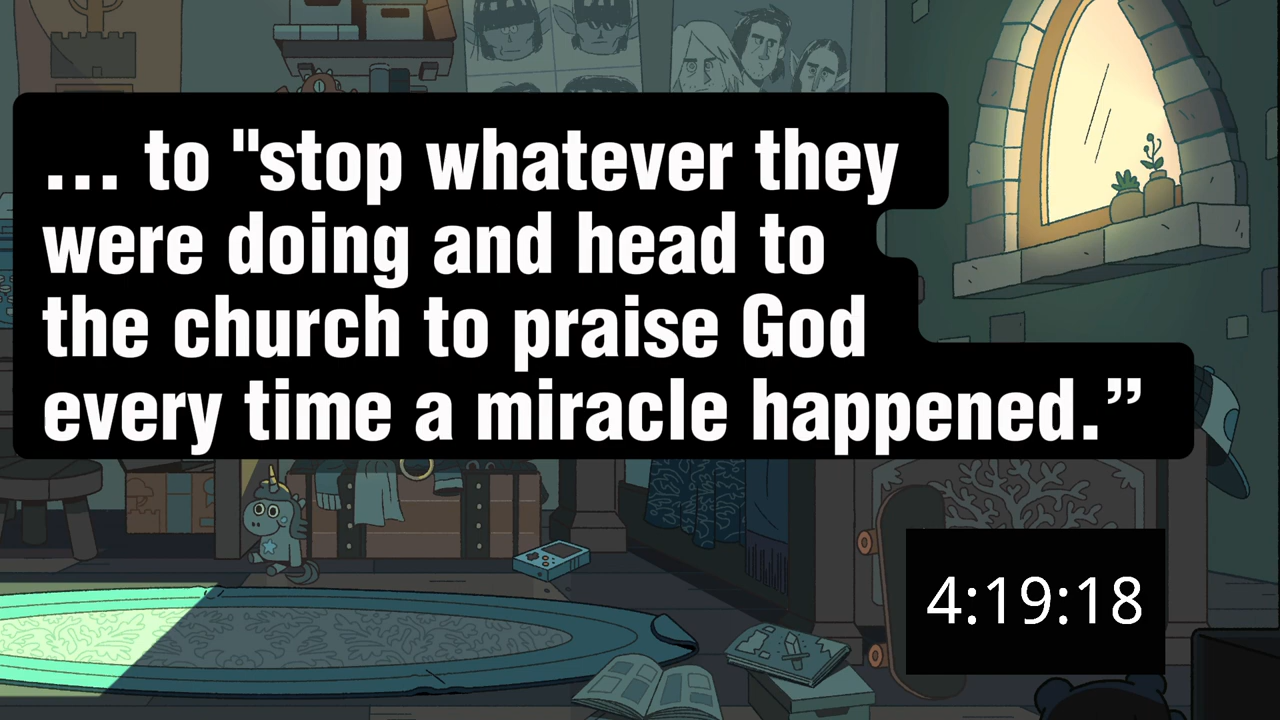 … to "stop whatever they
were doing and head to
the church to praise God
every time a miracle happened.”
4:19:18